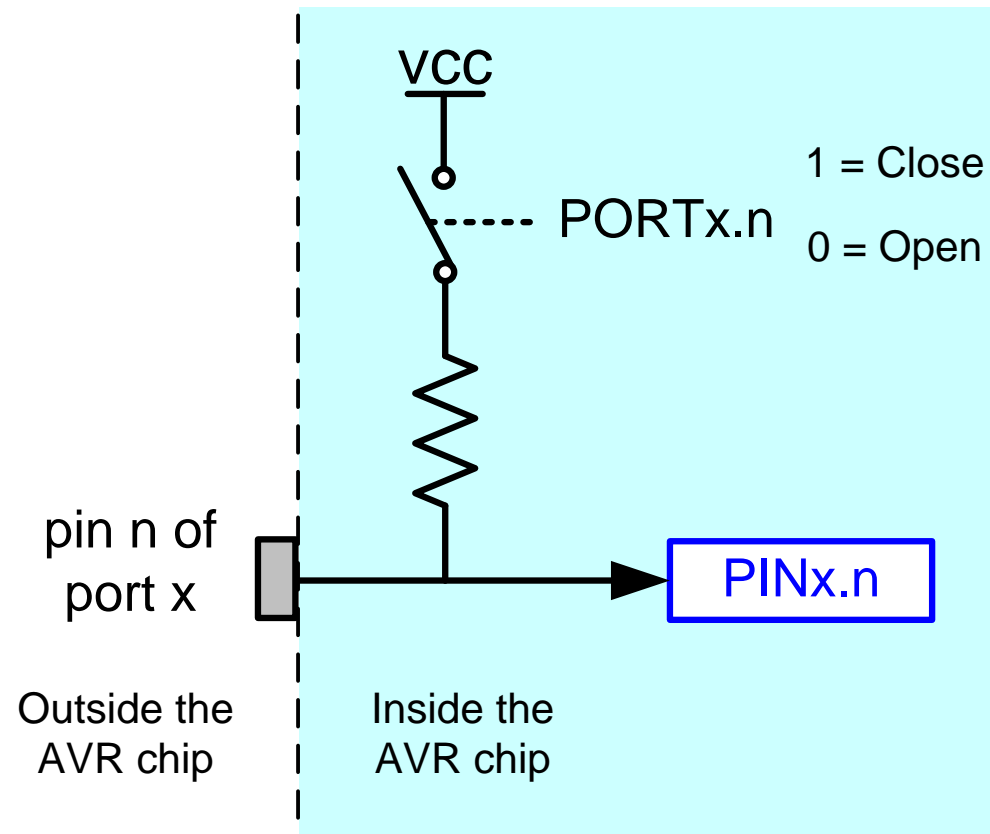 VCC
1 = Close
PORTx.n
0 = Open
pin n of
port x
PINx.n
Outside the
AVR chip
Inside the
AVR chip